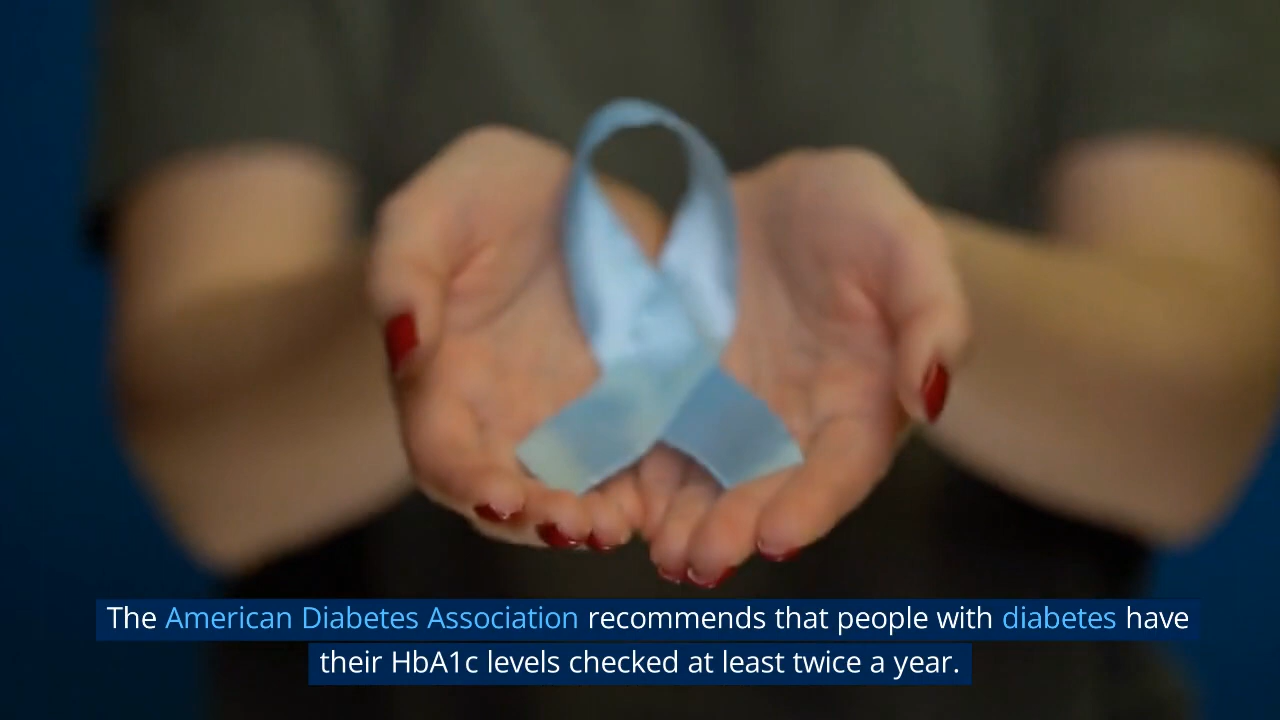 The American Diabetes Association recommends that people with diabetes have
their HbA1c levels checked at least twice a year.